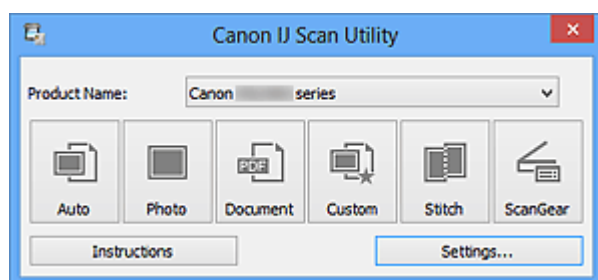 Canon IJ Scan Utility
Product Name: Canon series
PDF
Auto Photo Document Custom Stitch ScanGear
Instructions Settings...